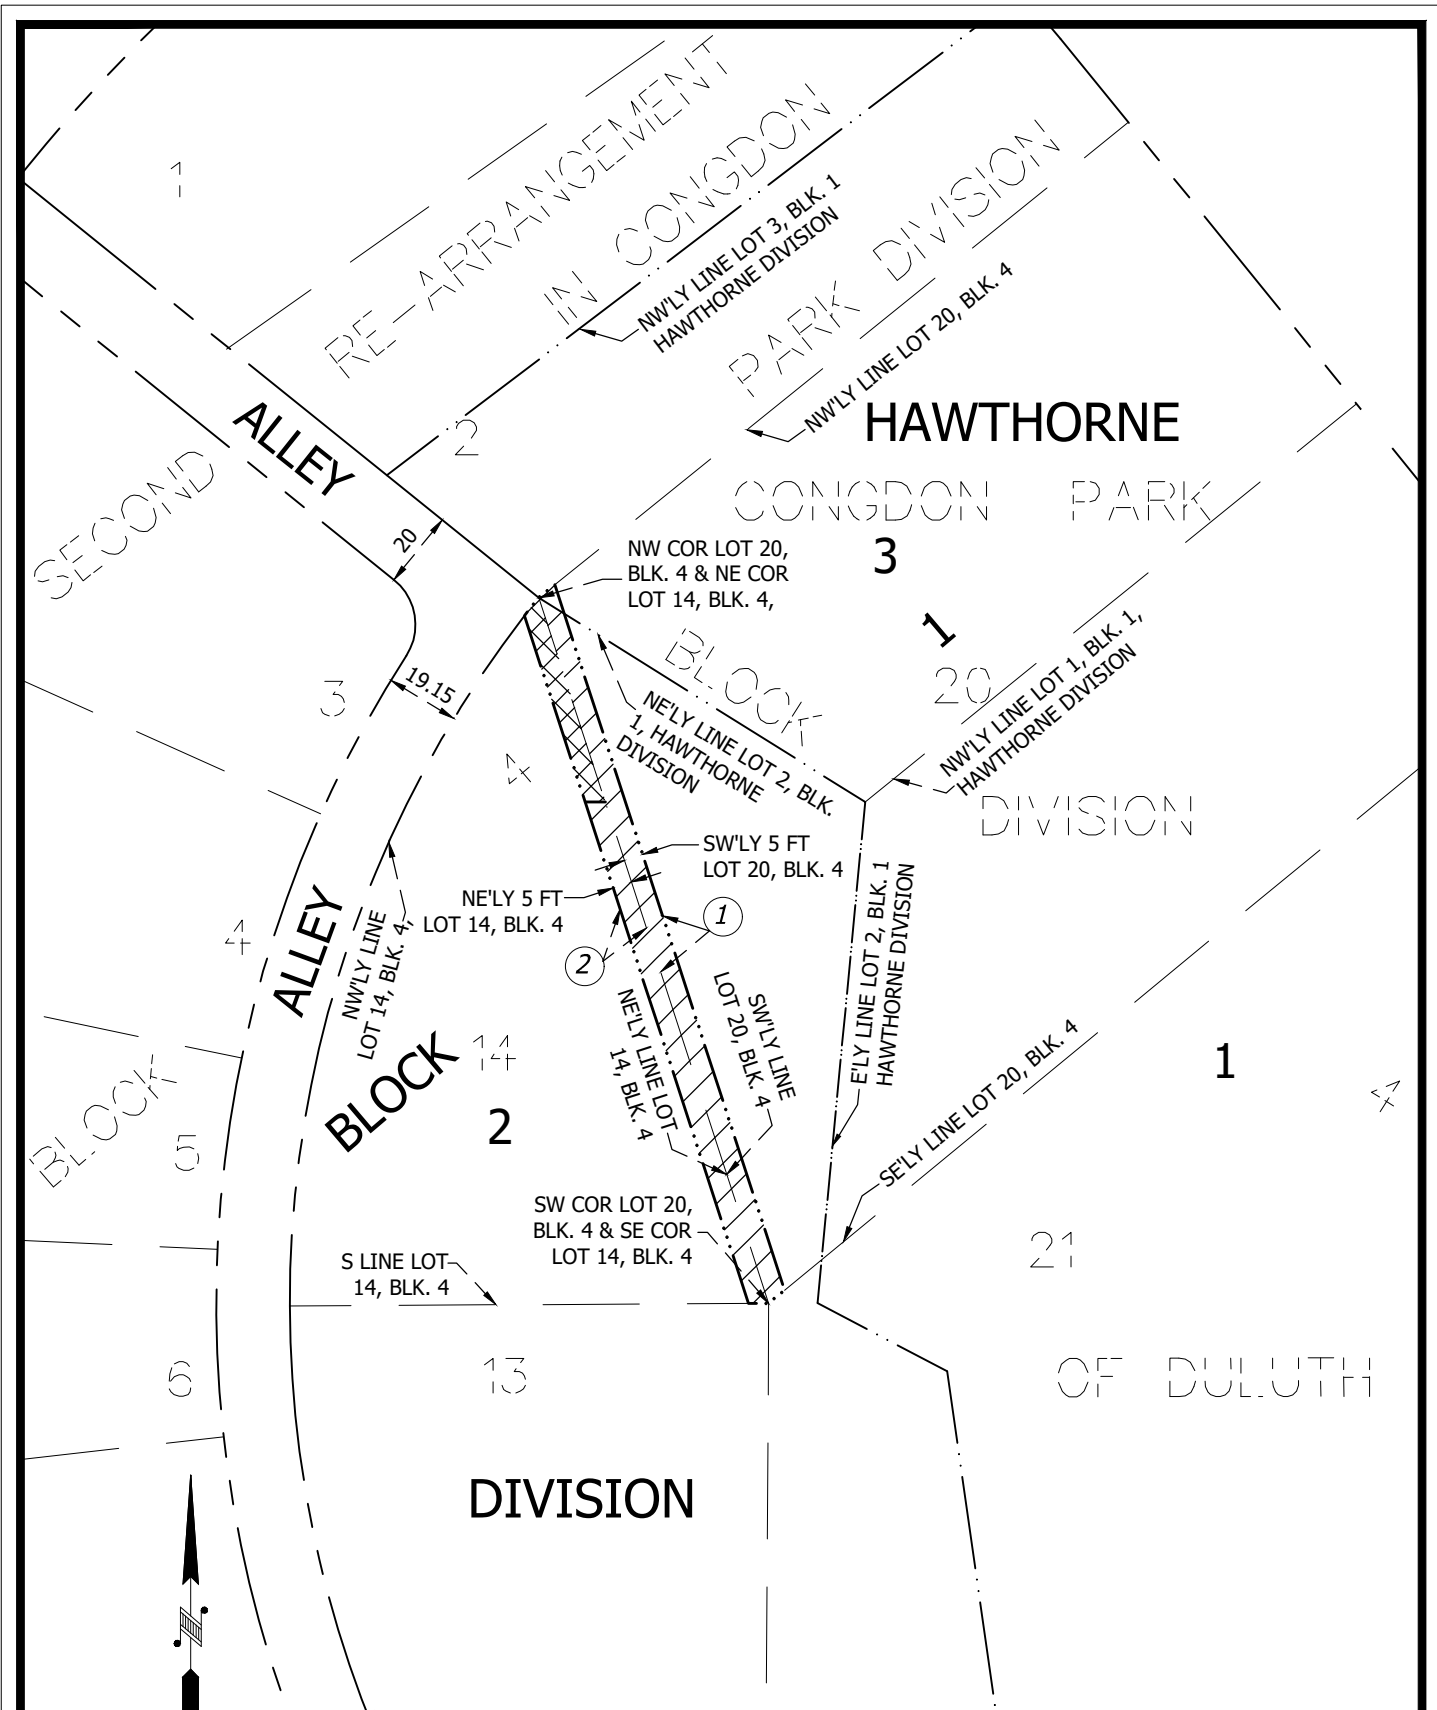 1
RE-ARRANGEMENT
IN CONGDON
PARK DIVISION
NW'LY LINE LOT 3, BLK. 1
HAWTHORNE DIVISION
NW'LY LINE LOT 20, BLK. 4
HAWTHORNE
ALLEY
2
SECOND
CONGDON PARK
20
NW COR LOT 20,
BLK. 4 & NE COR
LOT 14, BLK. 4,
3
1
BLOCK
20
NW'LY LINE LOT 1, BLK. 1,
HAWTHORNE DIVISION
19.15
3
4
NE'LY LINE LOT 2, BLK.
1, HAWTHORNE
DIVISION
DIVISION
SW'LY 5 FT
LOT 20, BLK. 4
NE'LY 5 FT
LOT 14, BLK. 4
1
2
4
ALLEY
NW'LY LINE
LOT 14, BLK. 4,
E'LY LINE LOT 2, BLK. 1
HAWTHORNE DIVISION
NE'LY LINE LOT
14, BLK. 4
SW'LY LINE
LOT 20, BLK. 4
SE'LY LINE LOT 20, BLK. 4
1
4
BLOCK
14
BLOCK
2
5
SW COR LOT 20,
BLK. 4 & SE COR
LOT 14, BLK. 4
S LINE LOT
14, BLK. 4
21
6
13
OF DULUTH
DIVISION